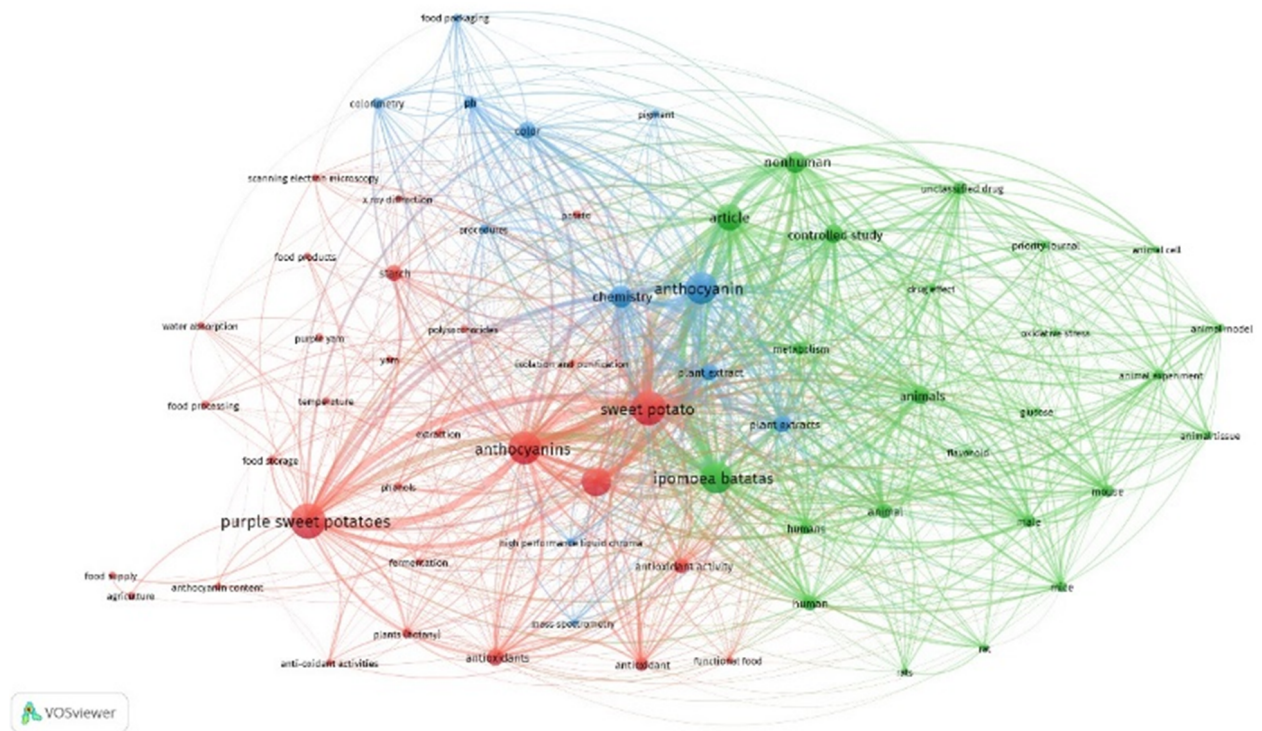 food packaging
colorimetry
ph
pigment
color
nonhuman
scanning electron microscopy
unclassified drug
x ray diffraction
potato
article
procedures
controlled study
priority journal
animal cell
food products
starch
anthocyanin
drug effect
chemistry
water absorption
polysaccharides
animal model
oxidative stress
purple yam
metabolism
yam
isolation and purification
plant extract
animal experiment
animals
temperature
food processing
sweet potato
glucose
plant extracts
extraction
animal tissue
anthocyanins
flavonoid
food storage
ipomoea batatas
phenols
mouse
animal
purple sweet potatoes
male
humans
high performance liquid chroma
fermentation
antioxidant activity
food supply
anthocyanin content
mice
agriculture
human
mass spectrometry
plants (botany)
rat
antioxidants
functional food
anti-oxidant activities
antioxidant
rats
VOSviewer